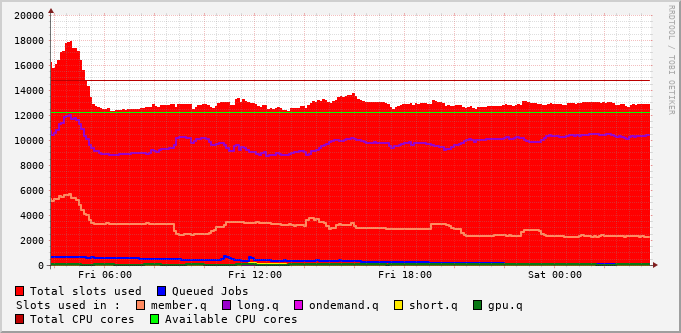 20000
18000
16000
14000
12000
10000
8000
6000
4000
2000
0
Fri 06:00 Fri 12:00 Fri 18:00 Sat 00:00
RRDTOOL / TOBI OETIKER
Total slots used Queued Jobs
Slots used in : member.q long.q ondemand.q short.q gpu.q
Total CPU cores Available CPU cores